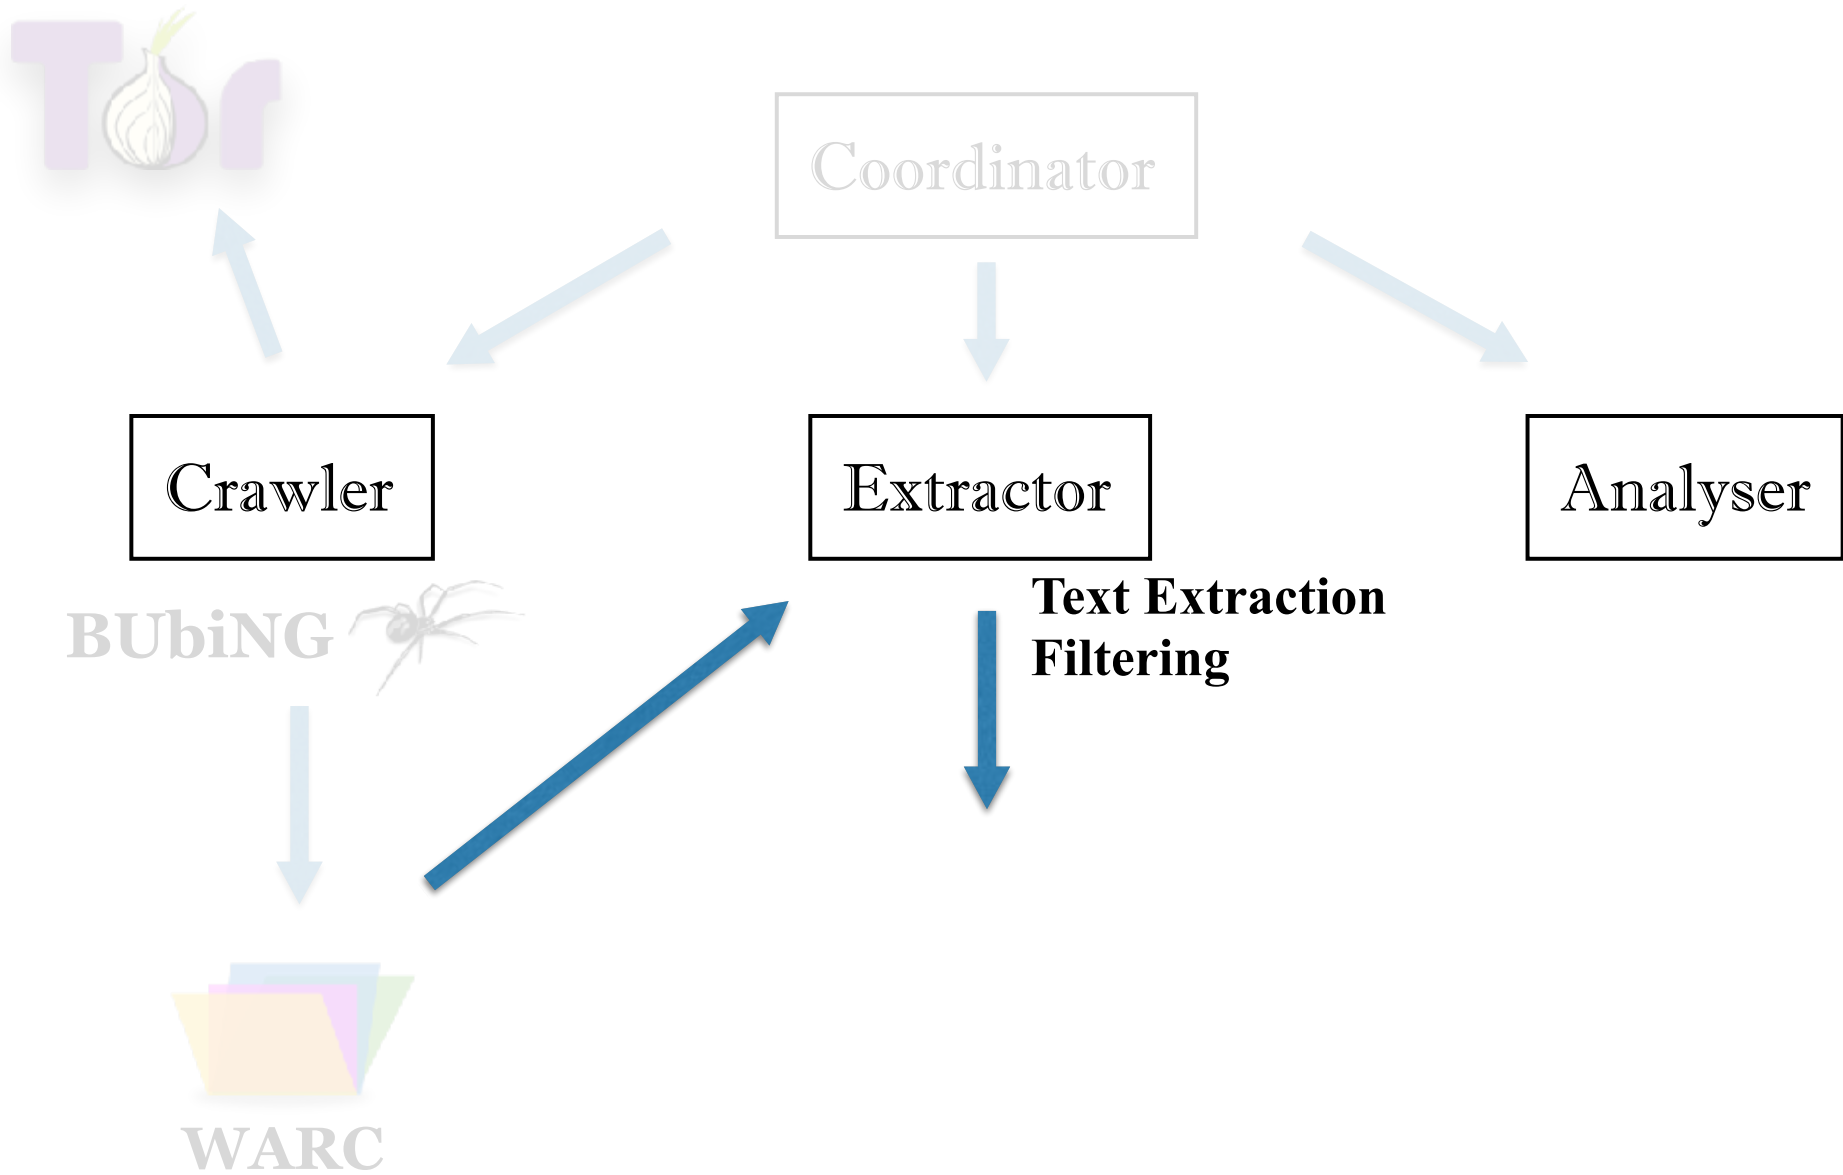 Tor
Coordinator
Crawler
Extractor
Analyser
BUbiNG
Text Extraction
Filtering
WARC